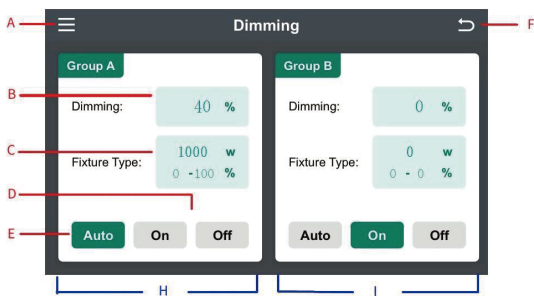 A
Dimming
F
Group A
Group B
B
Dimming:
40 %
Dimming:
0 %
C
Fixture Type:
1000 w
0 -100 %
Fixture Type:
0 w
0 - 0 %
D
E
Auto
On
Off
Auto
On
Off
H
I